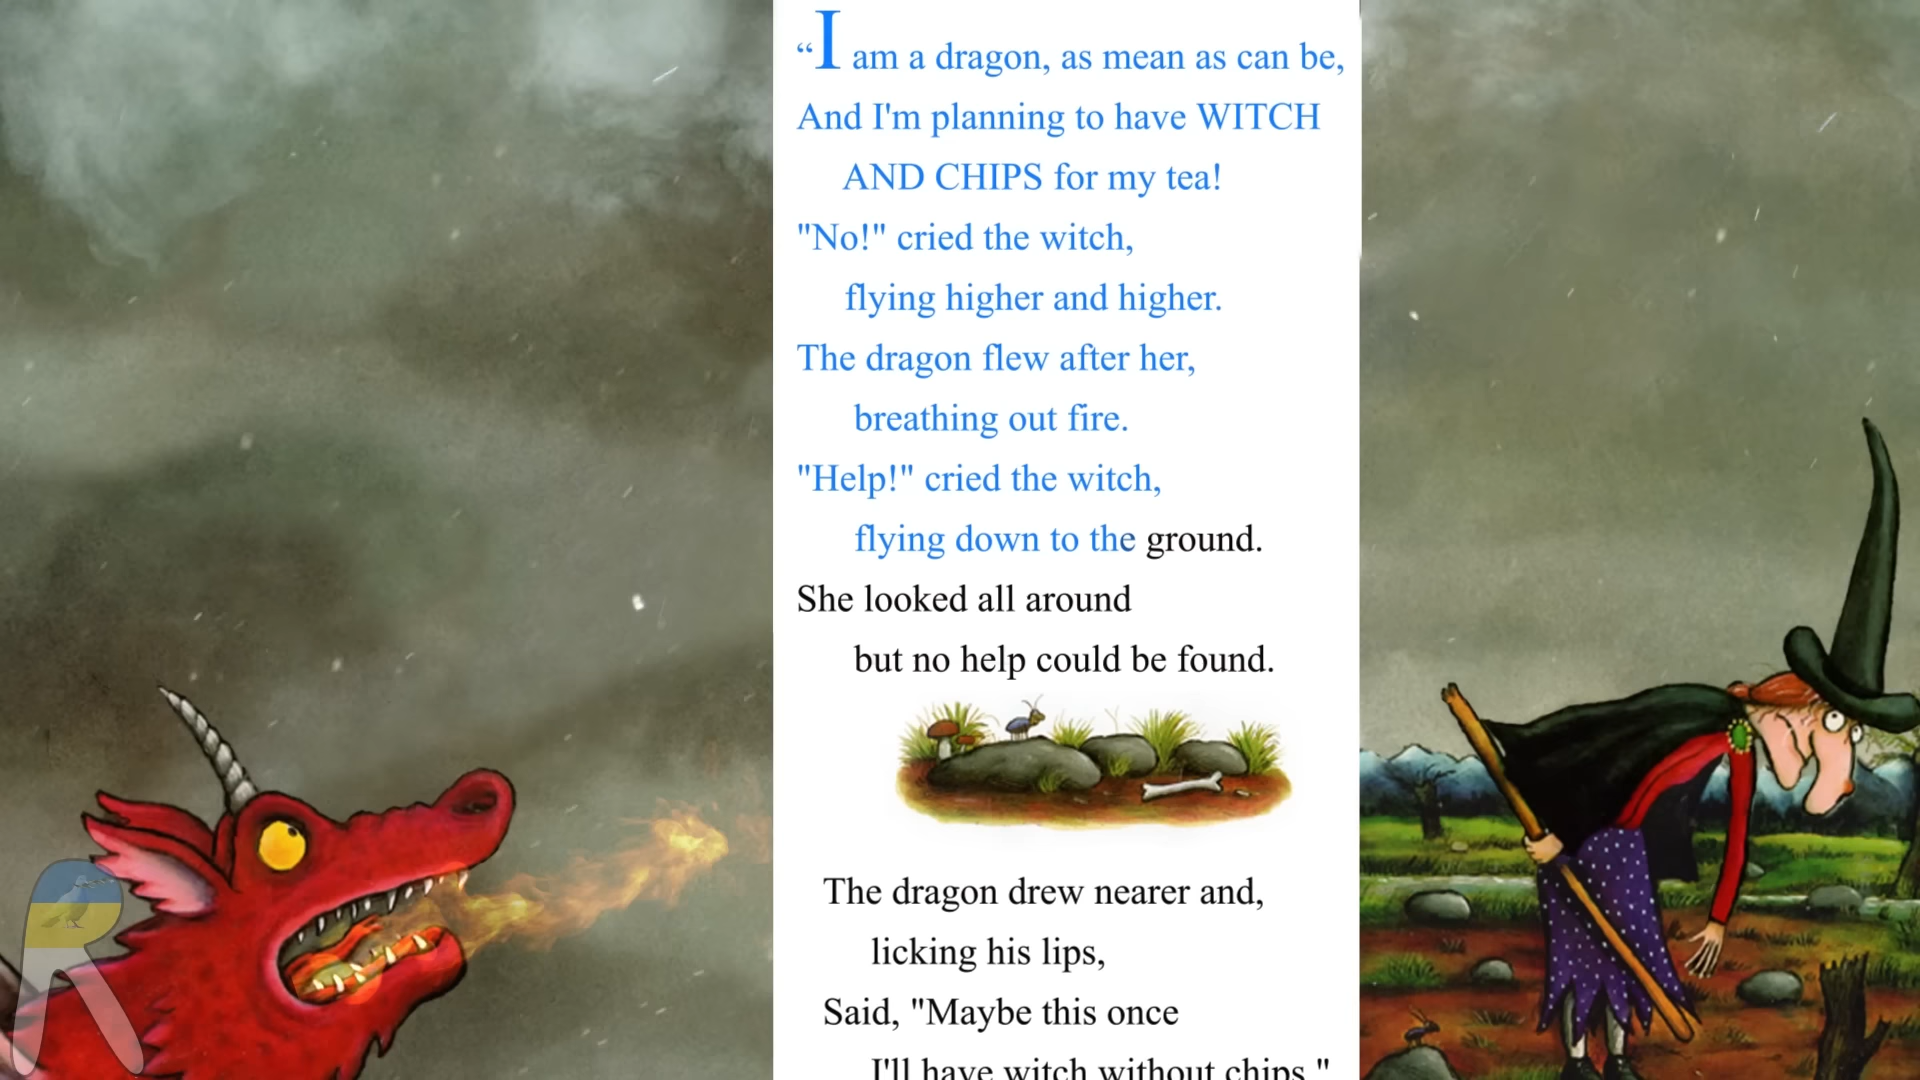 “I am a dragon, as mean as can be,
And I'm planning to have WITCH
AND CHIPS for my tea!
"No!" cried the witch,
flying higher and higher.
The dragon flew after her,
breathing out fire.
"Help!" cried the witch,
flying down to the ground.
She looked all around
but no help could be found.
The dragon drew nearer and,
licking his lips,
Said, "Maybe this once
I'll have witch without chips."
R